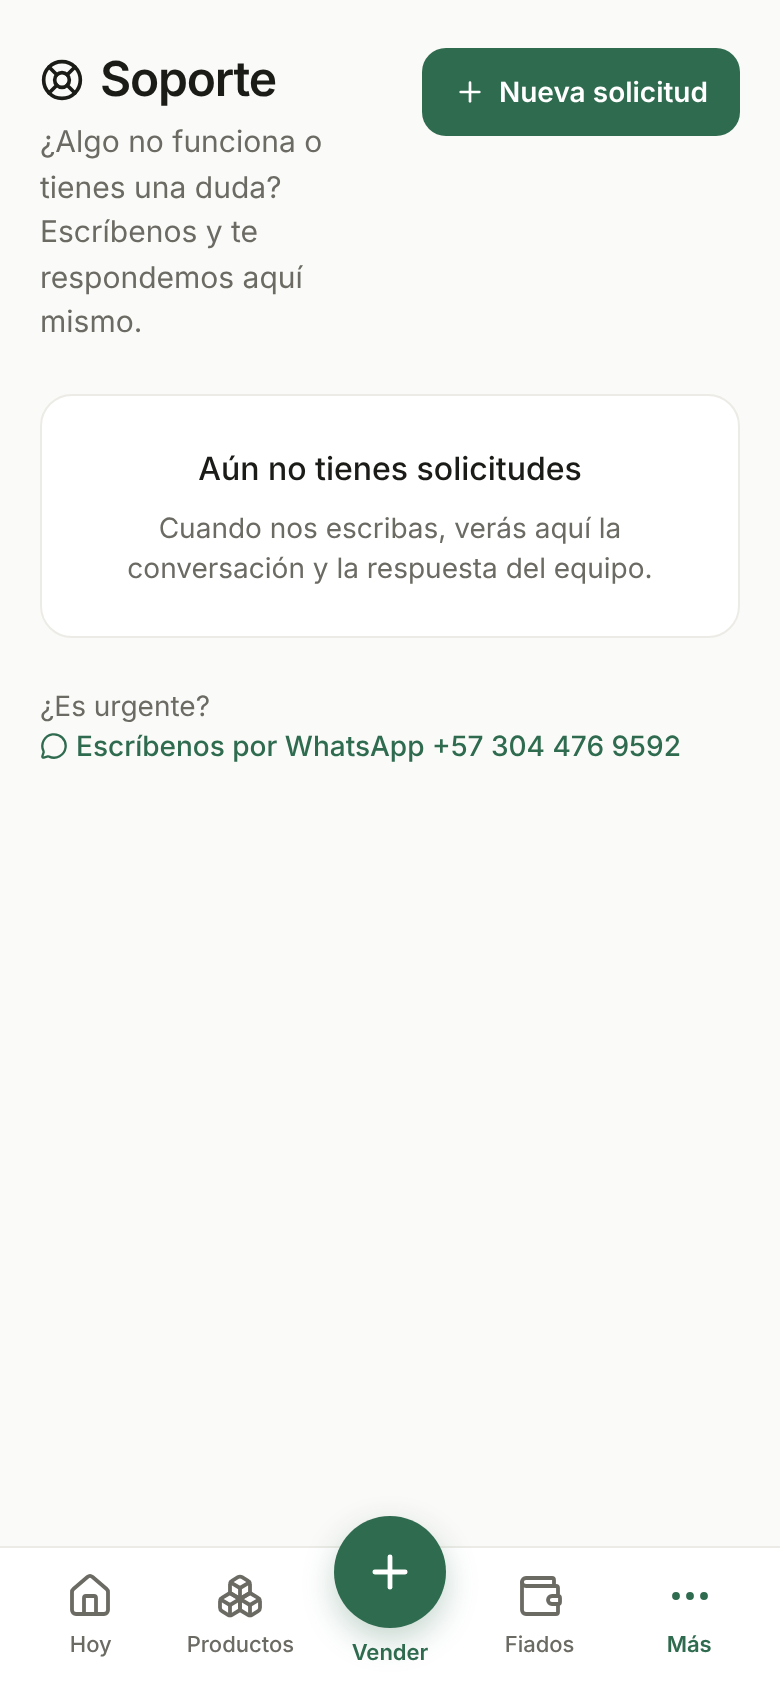 Soporte
Nueva solicitud
¿Algo no funciona o
tienes una duda?
Escríbenos y te
respondemos aquí
mismo.
Aún no tienes solicitudes
Cuando nos escribas, verás aquí la
conversación y la respuesta del equipo.
¿Es urgente?
Escríbenos por WhatsApp +57 304 476 9592
Hoy
Productos
Vender
Fiados
Más